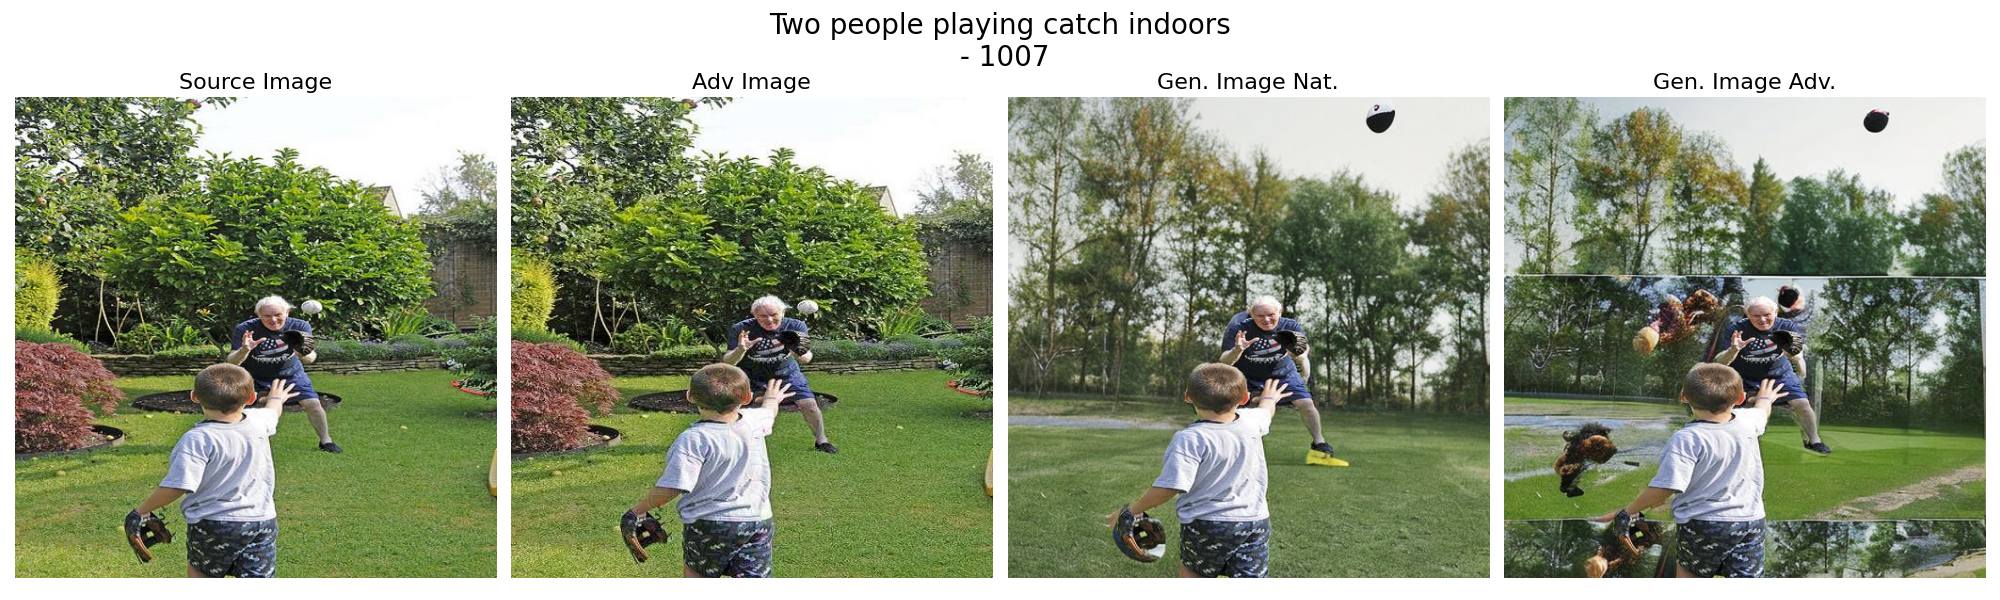 Two people playing catch indoors
- 1007
Source Image
Adv Image
Gen. Image Nat.
Gen. Image Adv.